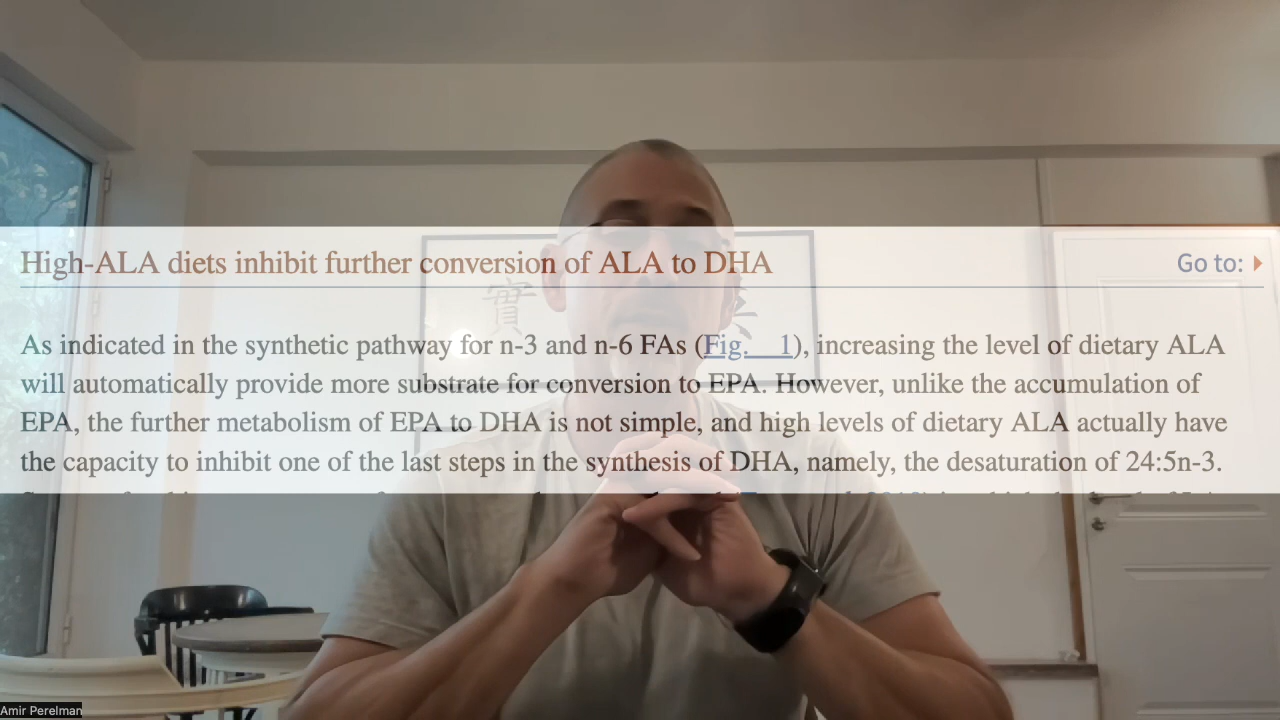 High-ALA diets inhibit further conversion of ALA to DHA
Go to:
實
As indicated in the synthetic pathway for n-3 and n-6 FAs (Fig. 1), increasing the level of dietary ALA
will automatically provide more substrate for conversion to EPA. However, unlike the accumulation of
EPA, the further metabolism of EPA to DHA is not simple, and high levels of dietary ALA actually have
the capacity to inhibit one of the last steps in the synthesis of DHA, namely, the desaturation of 24:5n-3.
Amir Perelman